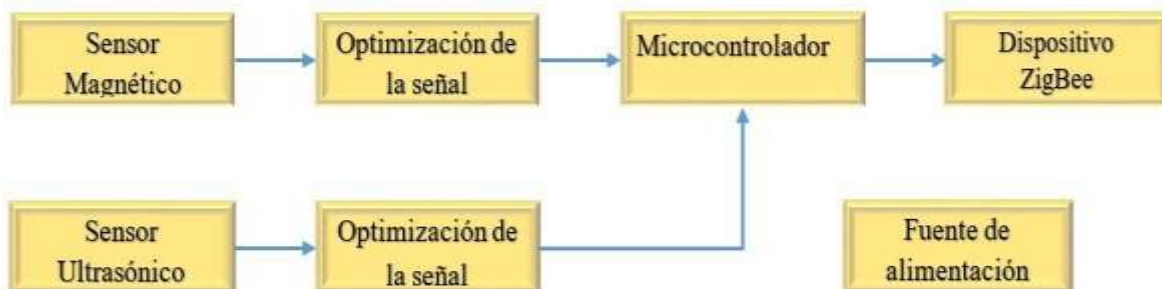 Sensor
Magnético
Optimización de
la señal
Microcontrolador
Dispositivo
ZigBee
Sensor
Ultrasónico
Optimización de
la señal
Fuente de
alimentación